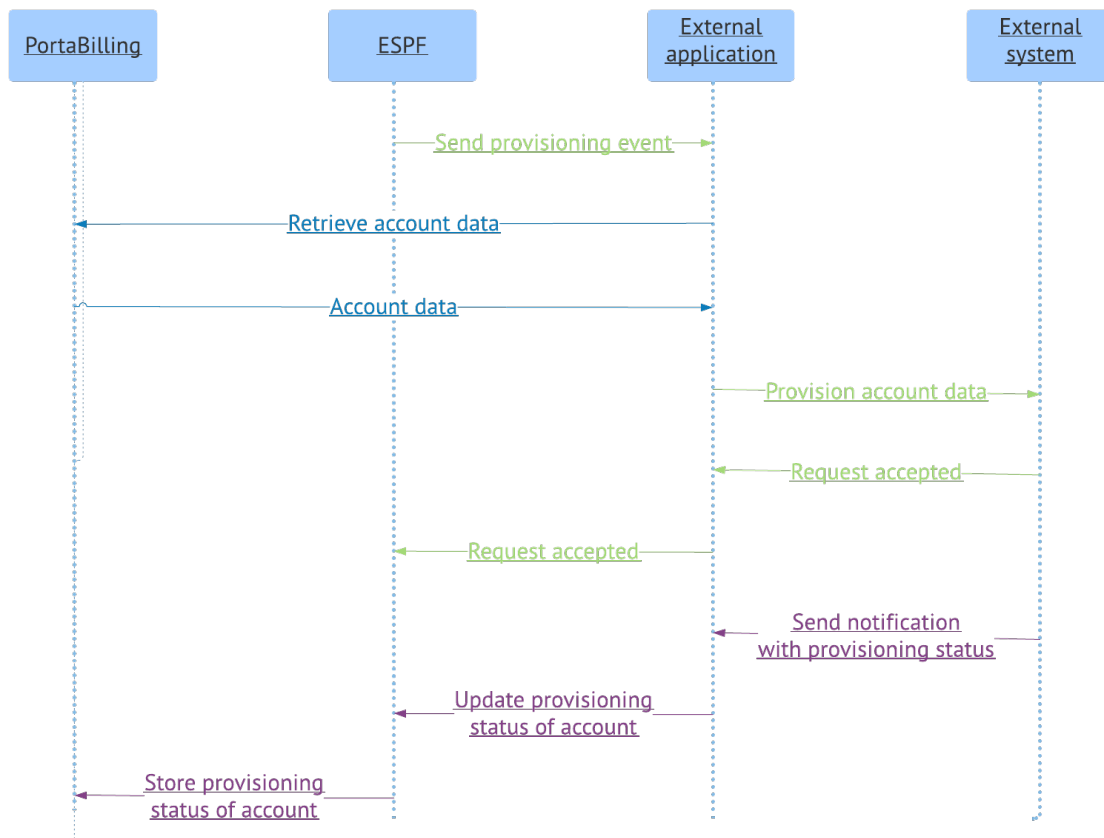 PortaBilling
ESPF
External
application
External
system
Send provisioning event
Retrieve account data
Account data
Provision account data
Request accepted
Request accepted
Send notification
with provisioning status
Update provisioning
status of account
Store provisioning
status of account